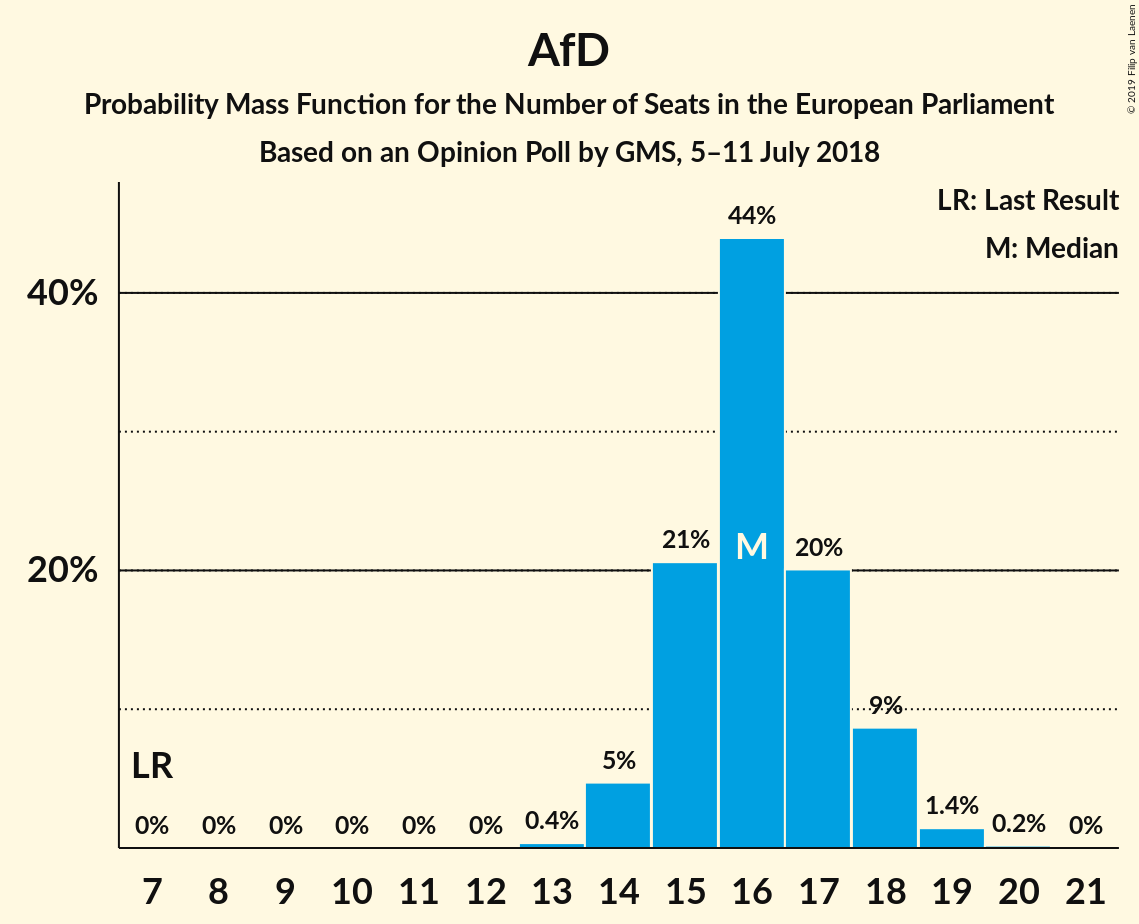 AfD
Probability Mass Function for the Number of Seats in the European Parliament
Based on an Opinion Poll by GMS, 5–11 July 2018
© 2019 Filip van Laenen
LR: Last Result
M: Median
40%
20%
LR
M
0%
0%
0%
0%
0%
0%
0.4%
5%
21%
44%
20%
9%
1.4%
0.2%
0%
7 8 9 10 11 12 13 14 15 16 17 18 19 20 21